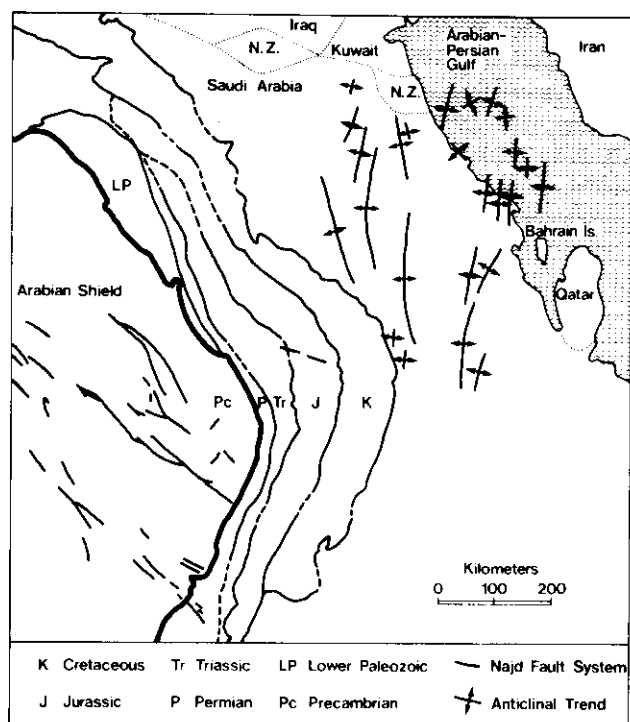 Iraq
N.Z.
Kuwait
Arabian-
Persian
Gulf
Iran
Saudi Arabia
N.Z.
LP
Bahrain Is.
Arabian Shield
Qatar
Pc
P
Tr
J
K
Kilometers
0 100 200
K Cretaceous Tr Triassic LP Lower Paleozoic Najd Fault System
J Jurassic P Permian Pc Precambrian Anticlinal Trend